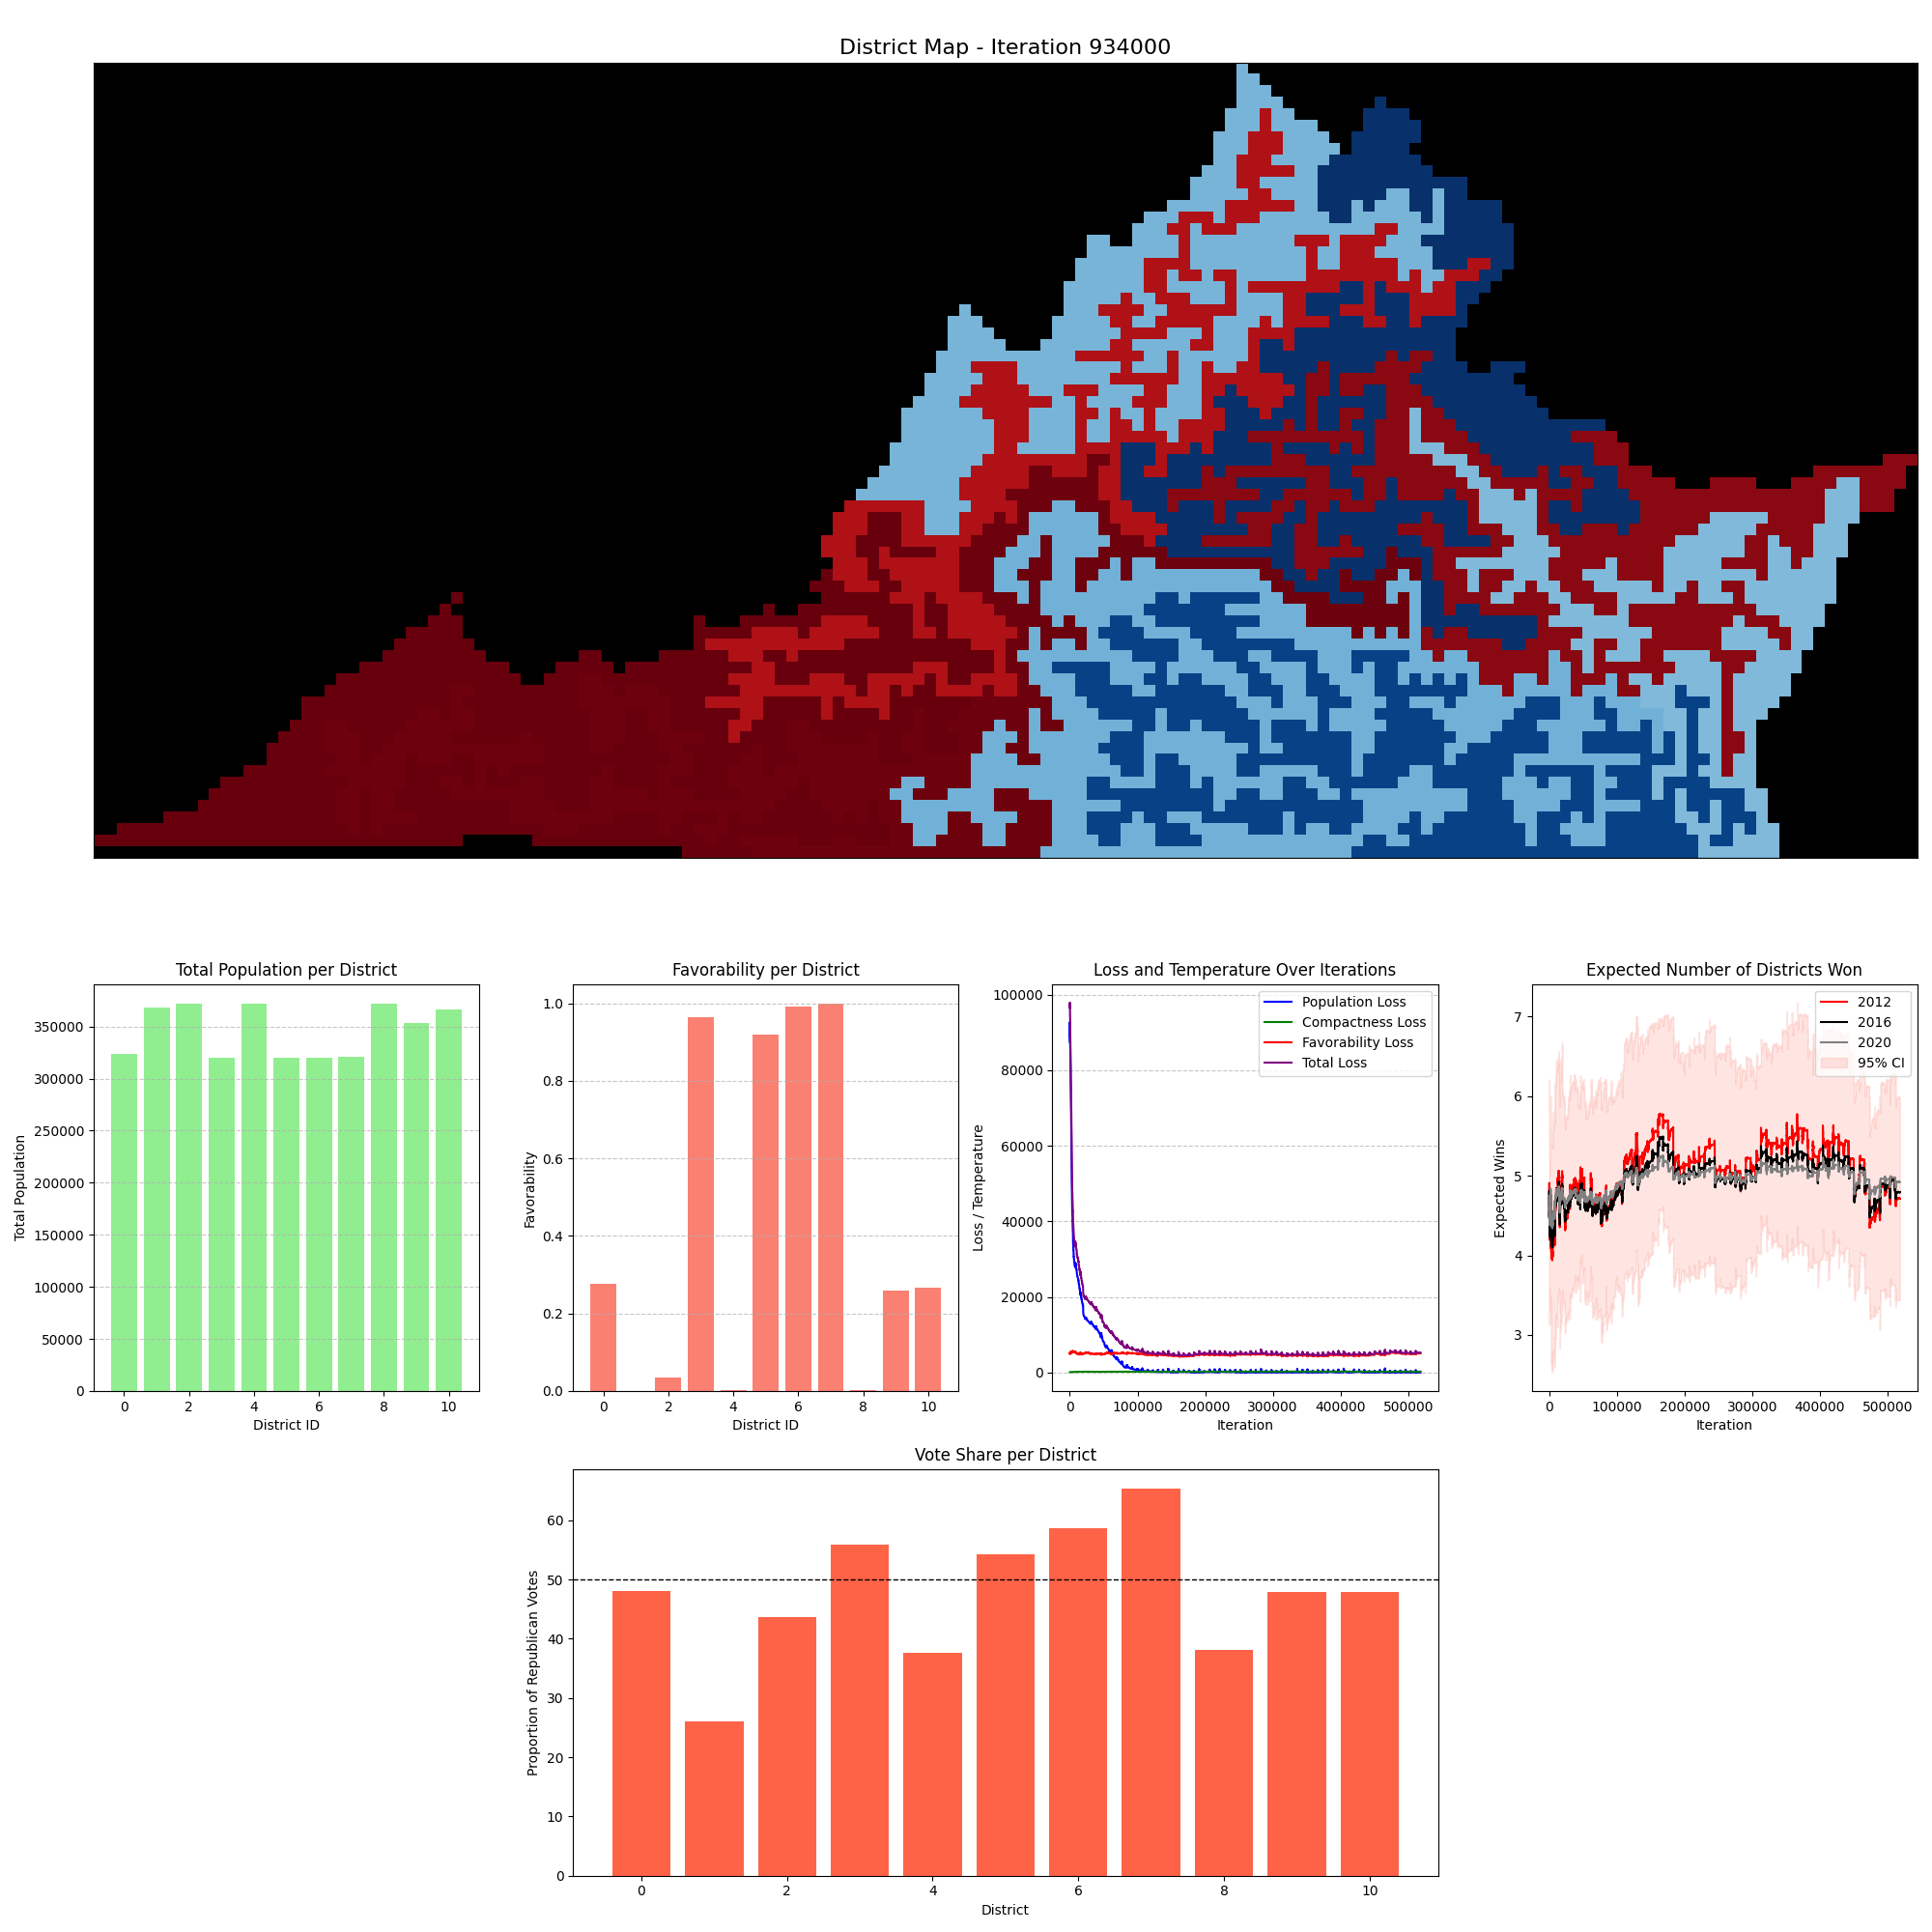 District Map - Iteration 934000
Total Population per District
Total Population
350000
300000
250000
200000
150000
100000
50000
0
0 2 4 6 8 10
District ID
Favorability per District
Favorability
1.0
0.8
0.6
0.4
0.2
0.0
0 2 4 6 8 10
District ID
Loss and Temperature Over Iterations
Loss / Temperature
100000
80000
60000
40000
20000
0
Population Loss
Compactness Loss
Favorability Loss
Total Loss
0 100000 200000 300000 400000 500000
Iteration
Expected Number of Districts Won
Expected Wins
7
6
5
4
3
2012
2016
2020
95% CI
0 100000 200000 300000 400000 500000
Iteration
Vote Share per District
Proportion of Republican Votes
60
50
40
30
20
10
0
0 2 4 6 8 10
District